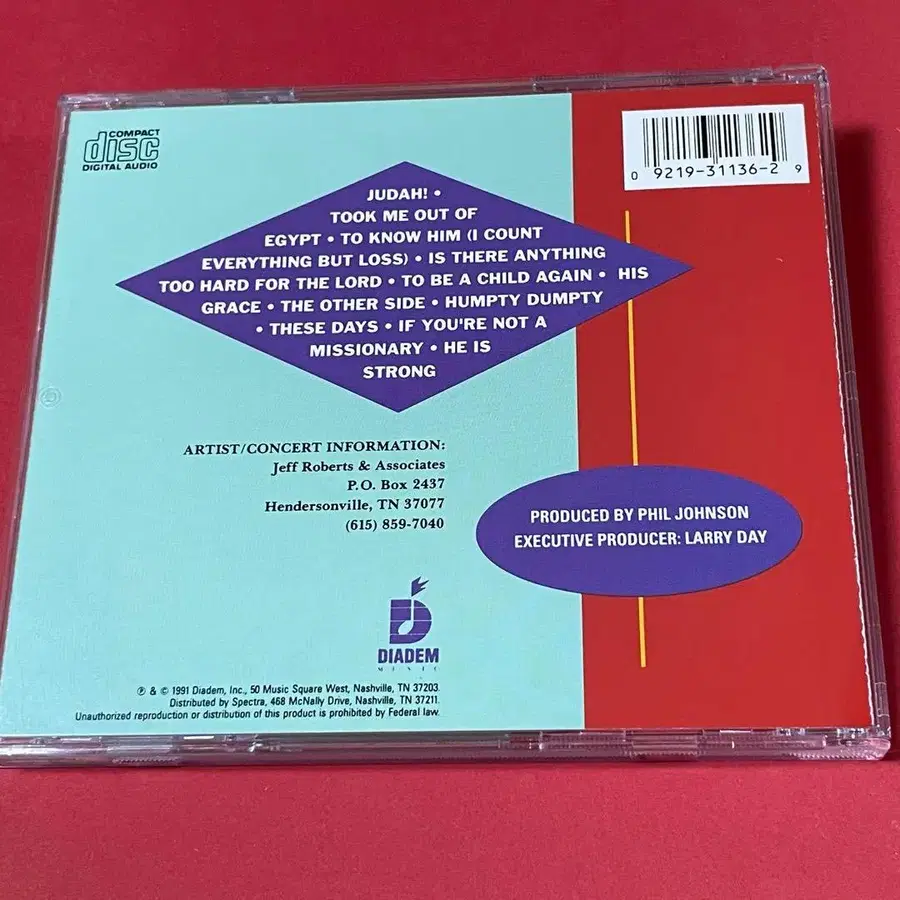 COMPACT
disc
DIGITAL AUDIO
0 9219-31136-2 9
JUDAH! •
TOOK ME OUT OF
EGYPT • TO KNOW HIM (I COUNT
EVERYTHING BUT LOSS) • IS THERE ANYTHING
TOO HARD FOR THE LORD • TO BE A CHILD AGAIN • HIS
GRACE • THE OTHER SIDE • HUMPTY DUMPTY
• THESE DAYS • IF YOU'RE NOT A
MISSIONARY • HE IS
STRONG
ARTIST/CONCERT INFORMATION:
Jeff Roberts & Associates
P.O. Box 2437
Hendersonville, TN 37077
(615) 859-7040
PRODUCED BY PHIL JOHNSON
EXECUTIVE PRODUCER: LARRY DAY
D
DIADEM
MUSIC
℗ & © 1991 Diadem, Inc., 50 Music Square West, Nashville, TN 37203.
Distributed by Spectra, 468 McNally Drive, Nashville, TN 37211.
Unauthorized reproduction or distribution of this product is prohibited by Federal law.